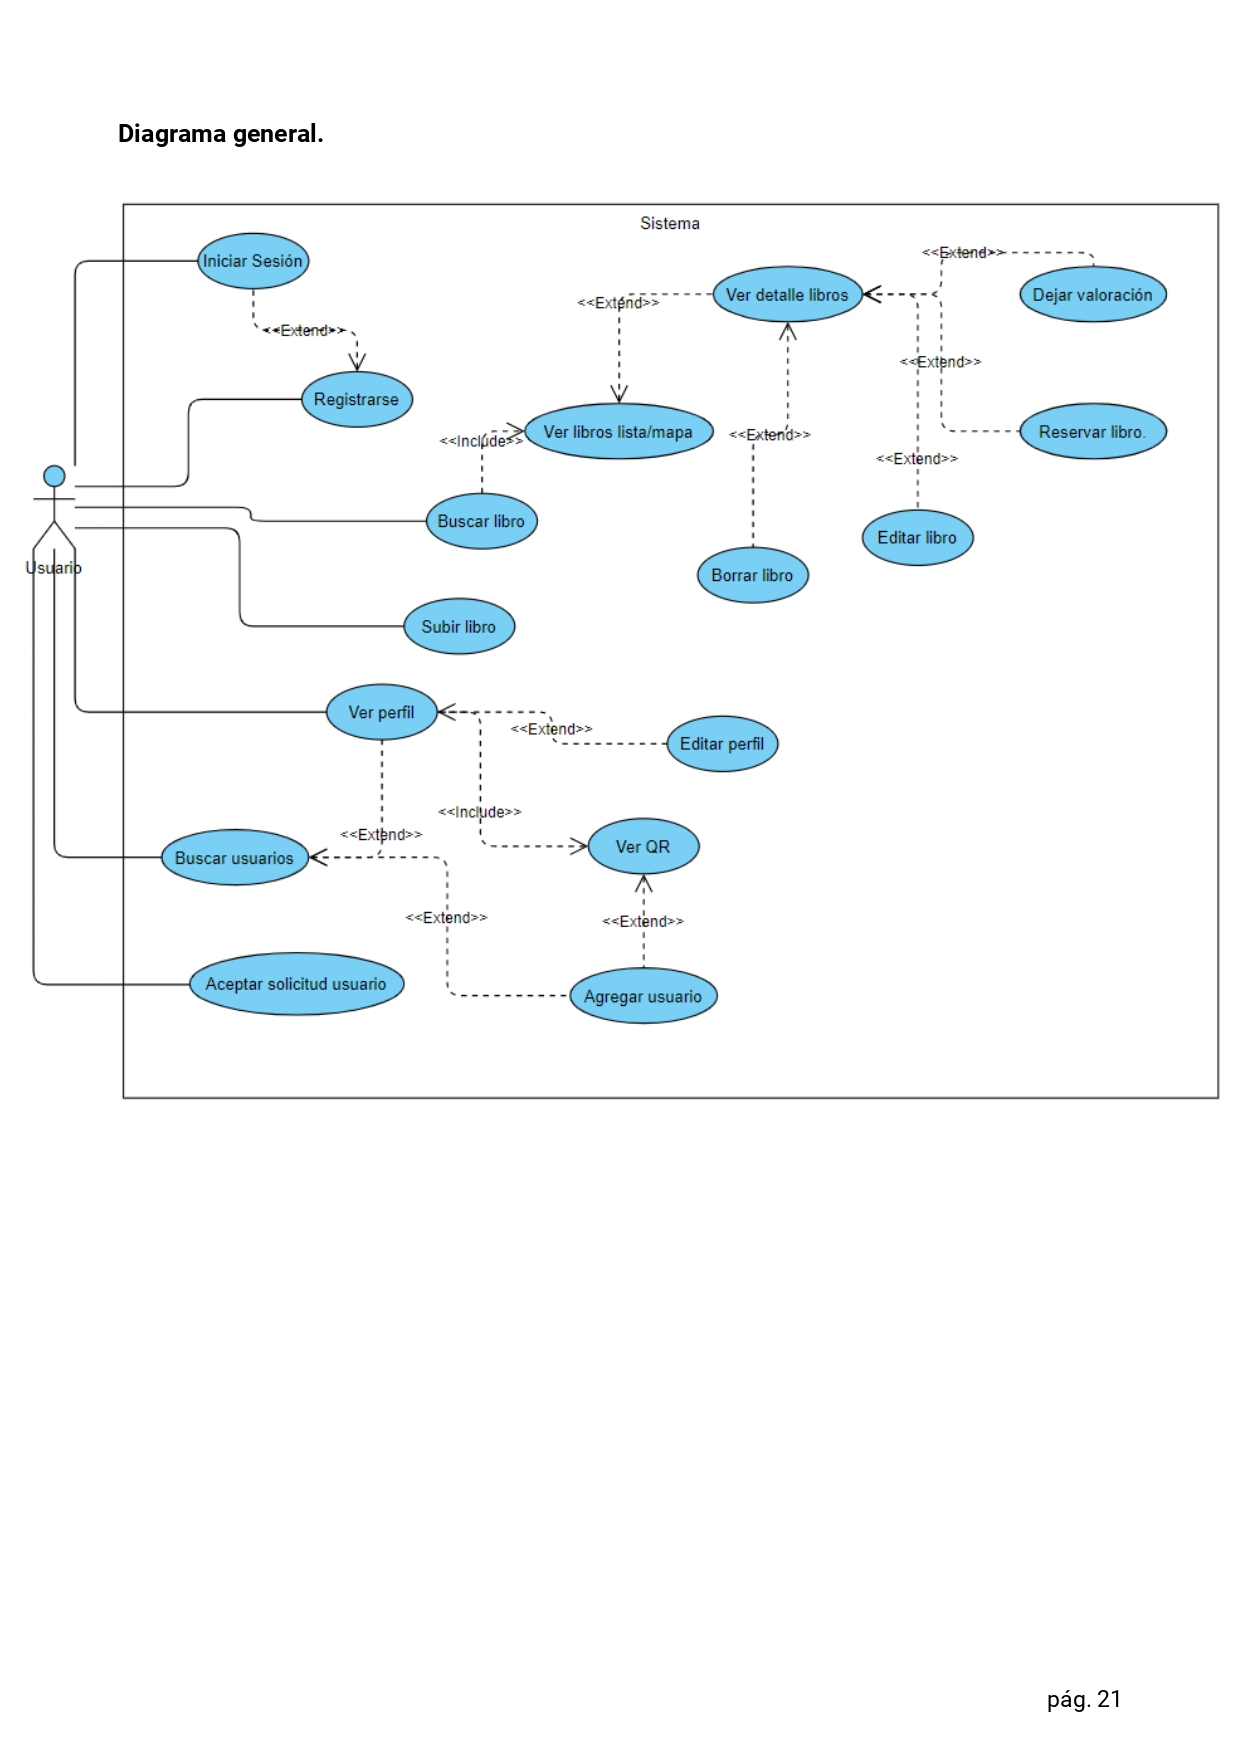 Diagrama general.
Sistema
Iniciar Sesión
<<Extend>>
Registrarse
<<Extend>>
Ver detalle libros
<<Extend>>
Dejar valoración
<<Extend>>
Ver libros lista/mapa
<<Include>>
<<Extend>>
Reservar libro.
<<Extend>>
Buscar libro
Editar libro
Borrar libro
Usuario
Subir libro
Ver perfil
<<Extend>>
Editar perfil
<<Include>>
<<Extend>>
Ver QR
Buscar usuarios
<<Extend>>
<<Extend>>
Aceptar solicitud usuario
Agregar usuario
pág. 21